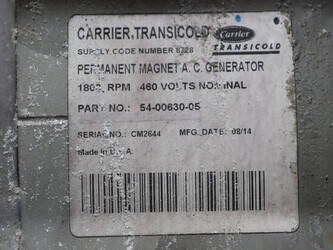 CARRIER.TRANSICOLD
Carrier
TRANSICOLD
SUPPLY CODE NUMBER 8228
PERMANENT MAGNET A.C. GENERATOR
1800 RPM 460 VOLTS NOMINAL
PART NO.: 54-00630-05
SERIAL NO.: CM2644 MFG. DATE: 08/14
Made in U.S.A.